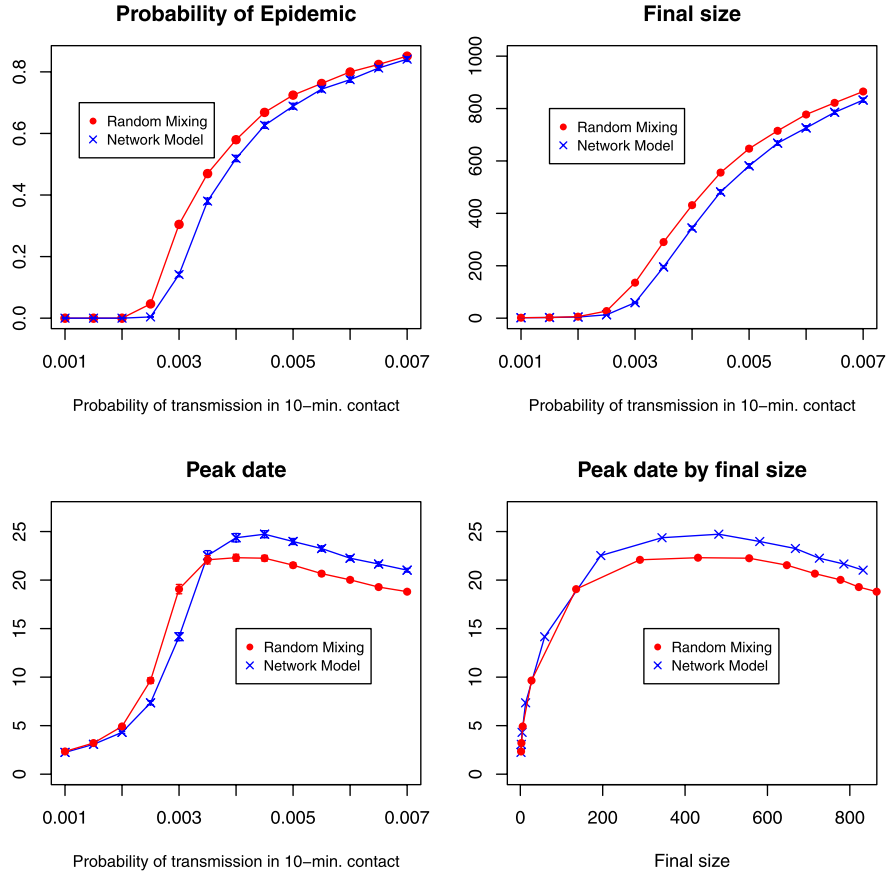 Probability of Epidemic
0.0
0.2
0.4
0.6
0.8
Random Mixing
Network Model
0.001
0.003
0.005
0.007
Probability of transmission in 10−min. contact
Final size
0
200
400
600
800
1000
Random Mixing
Network Model
0.001
0.003
0.005
0.007
Probability of transmission in 10−min. contact
Peak date
0
5
10
15
20
25
Random Mixing
Network Model
0.001
0.003
0.005
0.007
Probability of transmission in 10−min. contact
Peak date by final size
0
5
10
15
20
25
Random Mixing
Network Model
0
200
400
600
800
Final size